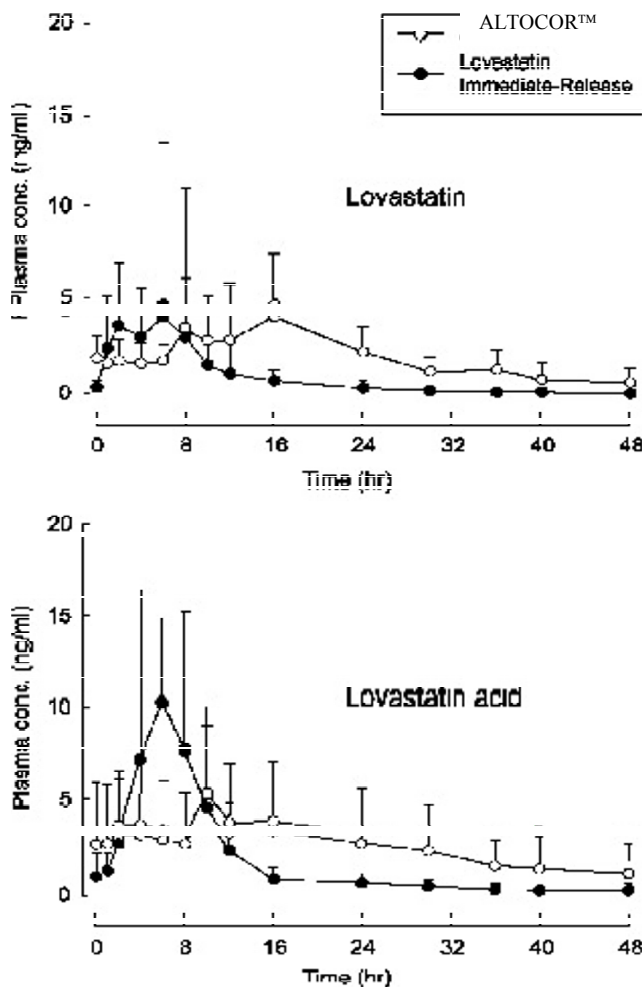 20
ALTOCOR™
Lovastatin
Immediate-Release
15
Plasma conc. (ng/ml)
Lovastatin
10
5
0
0 8 16 24 32 40 48
Time (hr)
20
15
Plasma conc. (ng/ml)
Lovastatin acid
10
5
0
0 8 16 24 32 40 48
Time (hr)